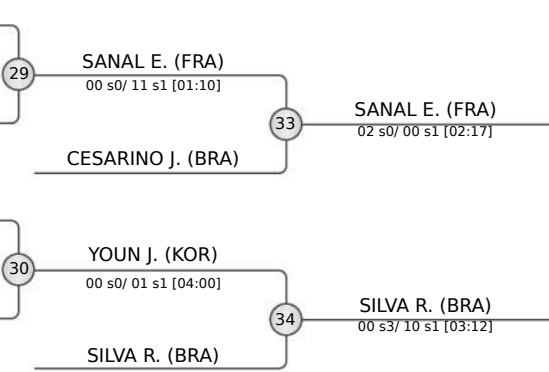 SANAL E. (FRA)
29
00 s0/ 11 s1 [01:10]
SANAL E. (FRA)
33
02 s0/ 00 s1 [02:17]
CESARINO J. (BRA)
YOUN J. (KOR)
30
00 s0/ 01 s1 [04:00]
SILVA R. (BRA)
34
00 s3/ 10 s1 [03:12]
SILVA R. (BRA)